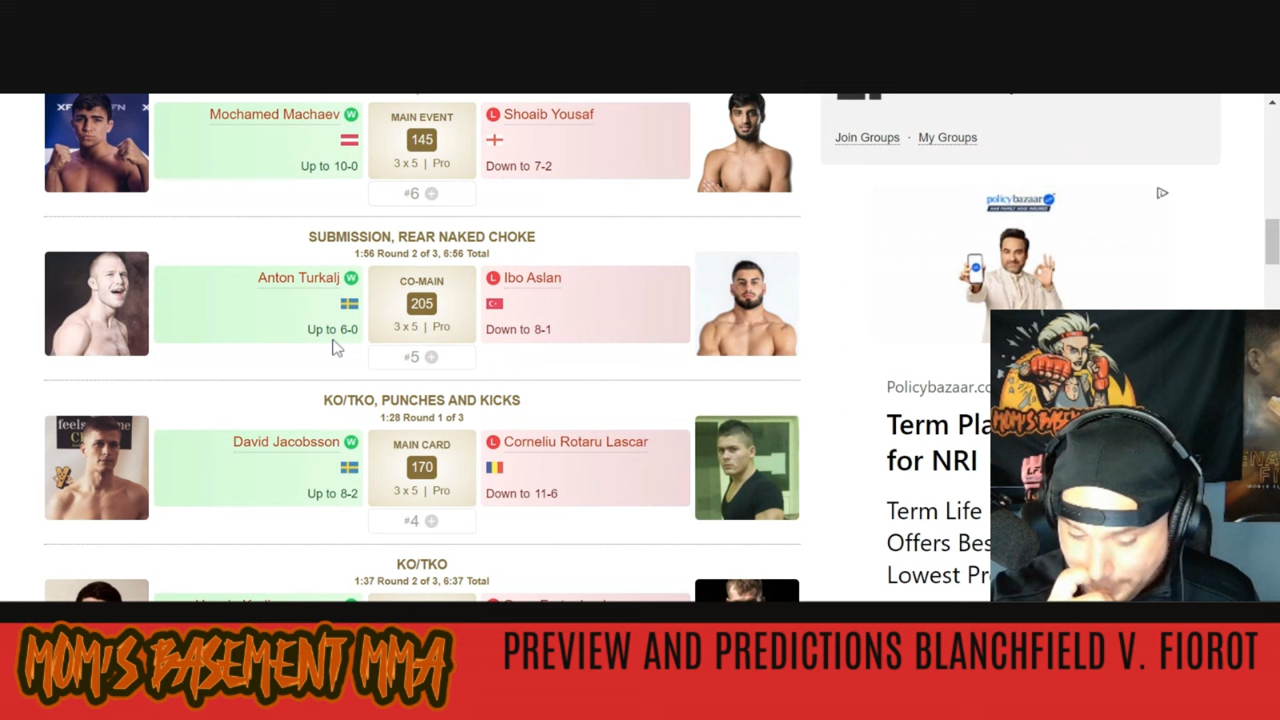 Mochamed Machaev W
MAIN EVENT
L Shoaib Yousaf
145
Up to 10-0
3 x 5 | Pro
Down to 7-2
#6
SUBMISSION, REAR NAKED CHOKE
1:56 Round 2 of 3, 6:56 Total
Anton Turkalj W
CO-MAIN
L Ibo Aslan
205
Up to 6-0
3 x 5 | Pro
Down to 8-1
#5
KO/TKO, PUNCHES AND KICKS
1:28 Round 1 of 3
David Jacobsson W
MAIN CARD
L Corneliu Rotaru Lascar
170
Up to 8-2
3 x 5 | Pro
Down to 11-6
#4
KO/TKO
1:37 Round 2 of 3, 6:37 Total
Join Groups · My Groups
policybazaar
Policybazaar.co
Term Pla
for NRI
Term Life
Offers Bes
Lowest Pr
MOM'S BASEM
MOM'S BASEMENT MMA
PREVIEW AND PREDICTIONS BLANCHFIELD V. FIOROT